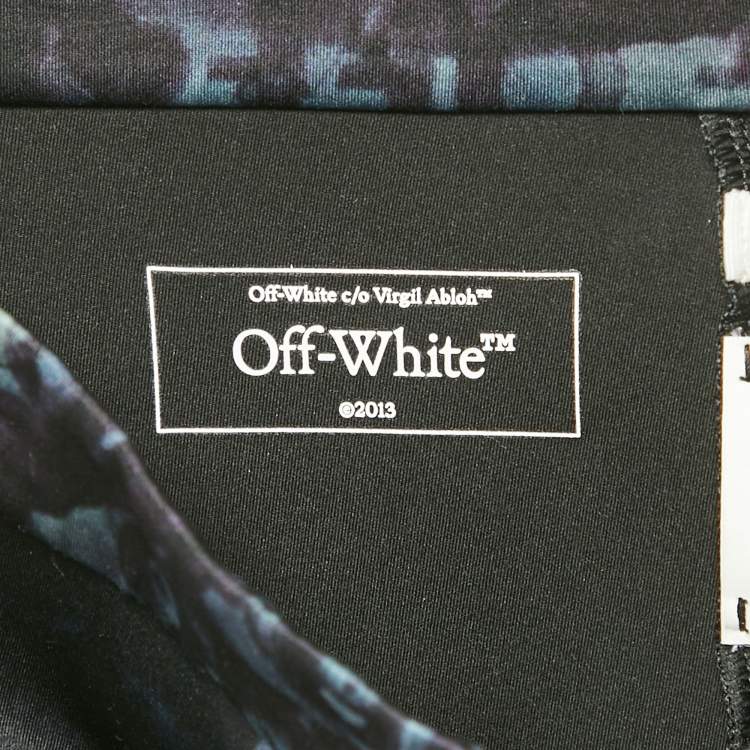 Off-White c/o Virgil Abloh™
Off-White™
©2013